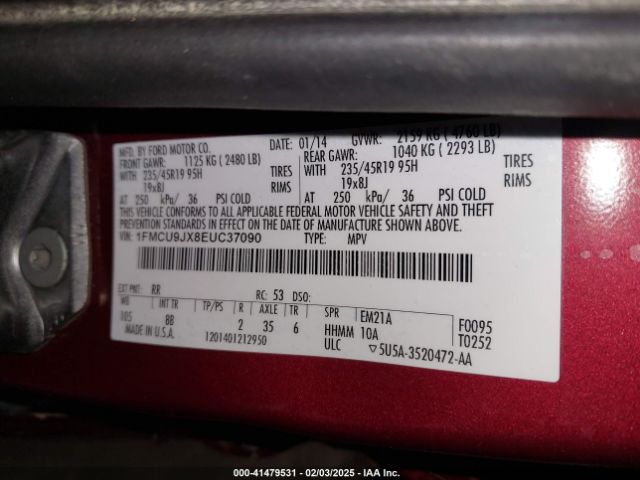 MFD. BY FORD MOTOR CO.
DATE: 01/14 GVWR: 2159 KG ( 4760 LB)
FRONT GAWR: 1125 KG ( 2480 LB)
REAR GAWR: 1040 KG ( 2293 LB)
WITH 235/45R19 95H TIRES
WITH 235/45R19 95H TIRES
19x8J RIMS
19x8J RIMS
AT 250 kPa/ 36 PSI COLD
AT 250 kPa/ 36 PSI COLD
THIS VEHICLE CONFORMS TO ALL APPLICABLE FEDERAL MOTOR VEHICLE SAFETY AND THEFT
PREVENTION STANDARDS IN EFFECT ON THE DATE OF MANUFACTURE SHOWN ABOVE.
VIN: 1FMCU9JX8EUC37090 TYPE: MPV
EXT PNT: RR RC: 53 DSO:
WB INT TR TP/PS R AXLE TR SPR EM21A F0095
105 BB 2 35 6 HHMM 10A T0252
MADE IN U.S.A. 1201401212950 ULC ▽5U5A-3520472-AA
000-41479531 - 02/03/2025 - IAA Inc.